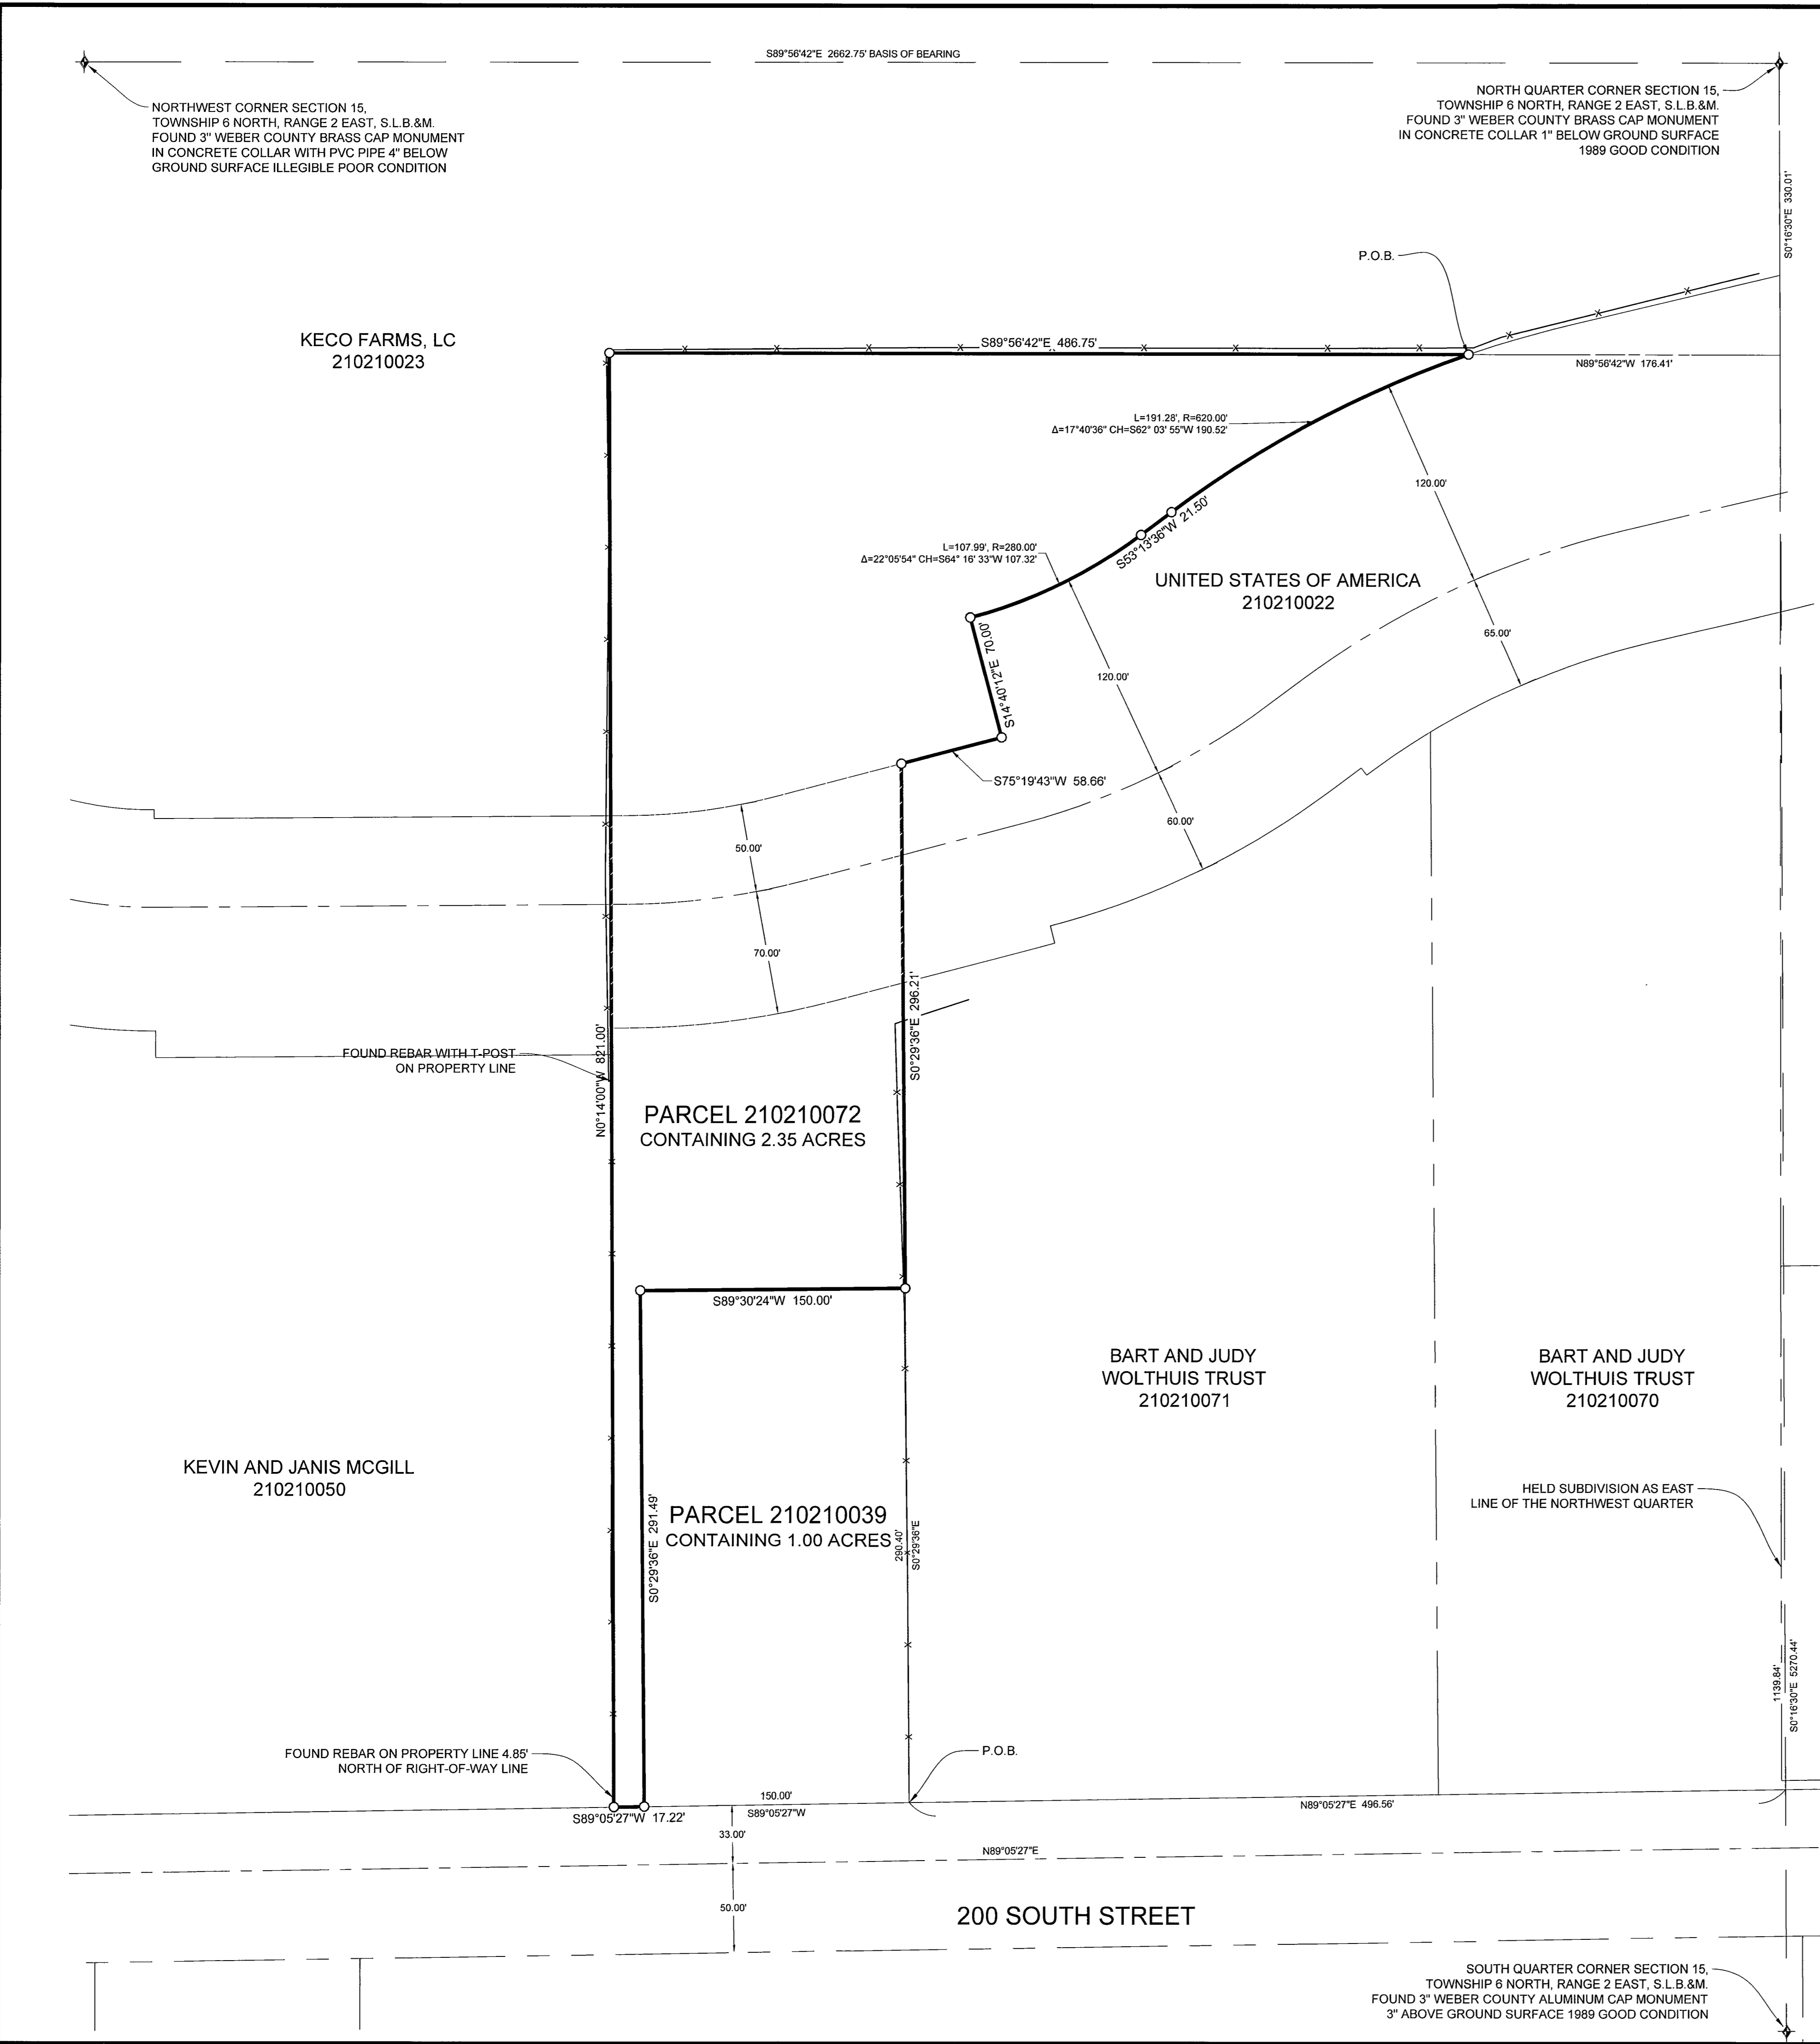 S89°56'42"E 2662.75' BASIS OF BEARING
NORTHWEST CORNER SECTION 15,
TOWNSHIP 6 NORTH, RANGE 2 EAST, S.L.B.&M.
FOUND 3" WEBER COUNTY BRASS CAP MONUMENT
IN CONCRETE COLLAR WITH PVC PIPE 4" BELOW
GROUND SURFACE ILLEGIBLE POOR CONDITION
NORTH QUARTER CORNER SECTION 15,
TOWNSHIP 6 NORTH, RANGE 2 EAST, S.L.B.&M.
FOUND 3" WEBER COUNTY BRASS CAP MONUMENT
IN CONCRETE COLLAR 1" BELOW GROUND SURFACE
1989 GOOD CONDITION
S0°16'30"E 330.01'
P.O.B.
KECO FARMS, LC
210210023
S89°56'42"E 486.75'
N89°56'42"W 176.41'
L=191.28', R=620.00'
Δ=17°40'36" CH=S62° 03' 55"W 190.52'
120.00'
S53°13'36"W 21.50'
L=107.99', R=280.00'
Δ=22°05'54" CH=S64° 16' 33"W 107.32'
UNITED STATES OF AMERICA
210210022
65.00'
S14°40'12"E 70.00'
120.00'
S75°19'43"W 58.66'
60.00'
50.00'
70.00'
S0°29'36"E 296.21'
FOUND REBAR WITH T-POST
ON PROPERTY LINE
N0°14'00"W 821.00'
PARCEL 210210072
CONTAINING 2.35 ACRES
S89°30'24"W 150.00'
BART AND JUDY
WOLTHUIS TRUST
210210071
BART AND JUDY
WOLTHUIS TRUST
210210070
KEVIN AND JANIS MCGILL
210210050
HELD SUBDIVISION AS EAST
LINE OF THE NORTHWEST QUARTER
S0°29'36"E 291.49'
PARCEL 210210039
CONTAINING 1.00 ACRES
290.40'
S0°29'36"E
1139.84'
S0°16'30"E 5270.44'
FOUND REBAR ON PROPERTY LINE 4.85'
NORTH OF RIGHT-OF-WAY LINE
P.O.B.
150.00'
S89°05'27"W
S89°05'27"W 17.22'
N89°05'27"E 496.56'
33.00'
N89°05'27"E
50.00'
200 SOUTH STREET
SOUTH QUARTER CORNER SECTION 15,
TOWNSHIP 6 NORTH, RANGE 2 EAST, S.L.B.&M.
FOUND 3" WEBER COUNTY ALUMINUM CAP MONUMENT
3" ABOVE GROUND SURFACE 1989 GOOD CONDITION